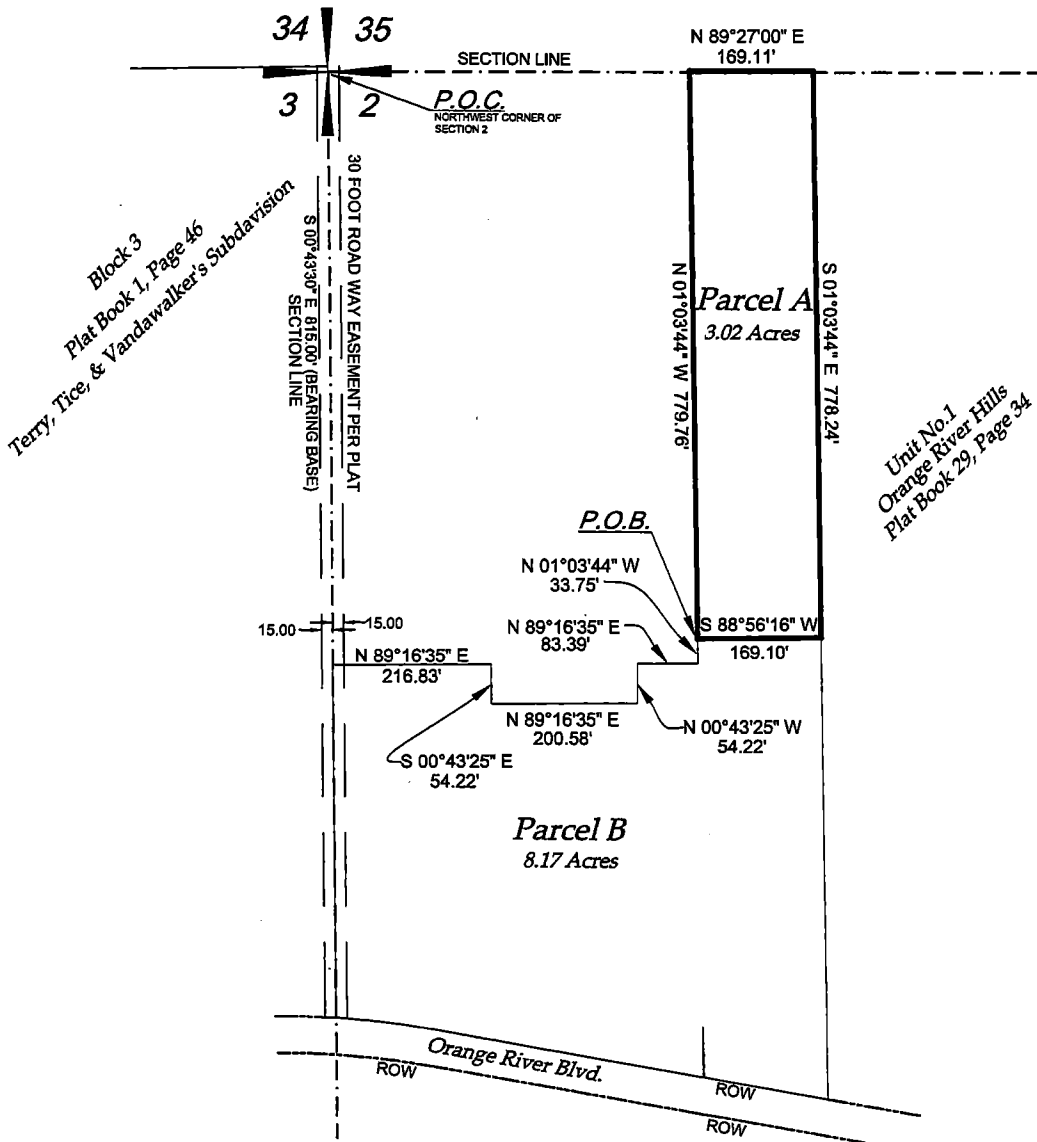 34 35
N 89°27'00" E
169.11'
SECTION LINE
3 2
P.O.C.
NORTHWEST CORNER OF
SECTION 2
30 FOOT ROAD WAY EASEMENT PER PLAT
S 00°43'30" E 815.00' (BEARING BASE)
SECTION LINE
Block 3
Plat Book 1, Page 46
Terry, Tice, & Vandawalker's Subdavision
N 01°03'44" W 779.76'
Parcel A
3.02 Acres
S 01°03'44" E 778.24'
Unit No.1
Orange River Hills
Plat Book 29, Page 34
P.O.B.
N 01°03'44" W
33.75'
S 88°56'16" W
169.10'
15.00 15.00
N 89°16'35" E
83.39'
N 89°16'35" E
216.83'
N 89°16'35" E
200.58'
N 00°43'25" W
54.22'
S 00°43'25" E
54.22'
Parcel B
8.17 Acres
Orange River Blvd.
ROW
ROW
ROW